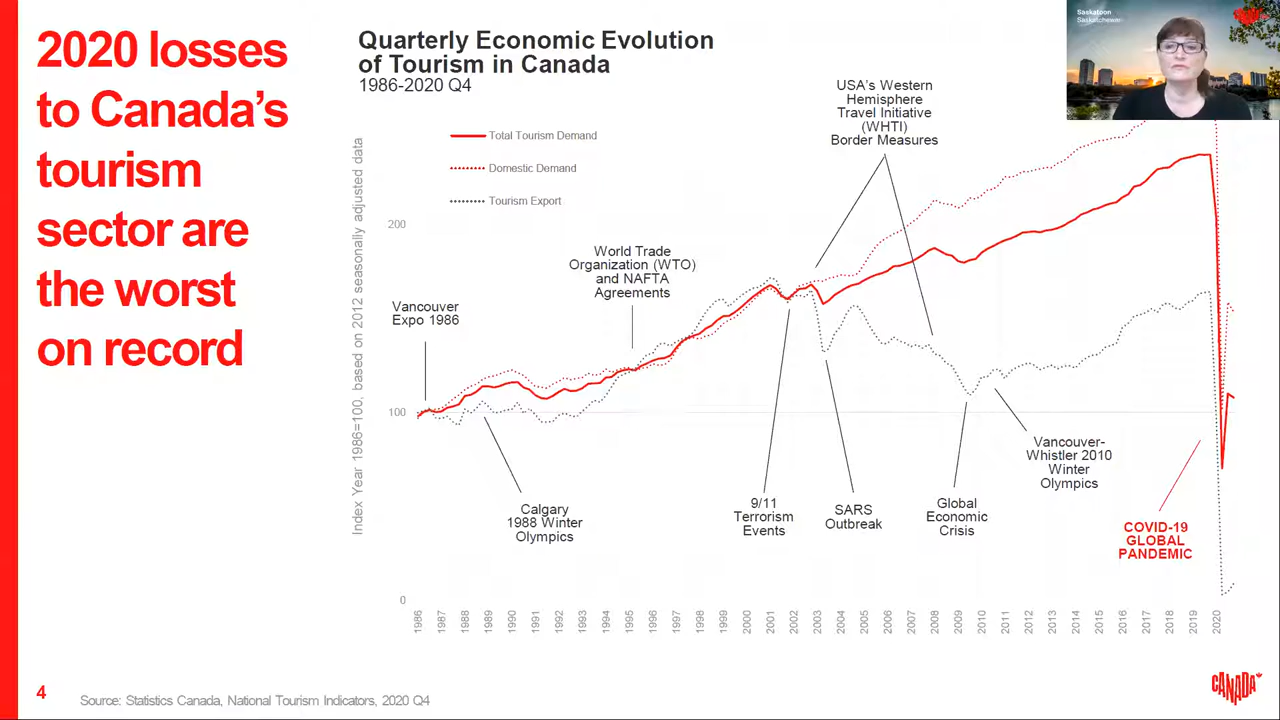 2020 losses
to Canada's
tourism
sector are
the worst
on record
Quarterly Economic Evolution
of Tourism in Canada
1986-2020 Q4
Saskatoon
Saskatchewan
USA's Western
Hemisphere
Travel Initiative
(WHTI)
Border Measures
Total Tourism Demand
Domestic Demand
Tourism Export
Index Year 1986=100, based on 2012 seasonally adjusted data
200
100
0
World Trade
Organization (WTO)
and NAFTA
Agreements
Vancouver
Expo 1986
Calgary
1988 Winter
Olympics
9/11
Terrorism
Events
SARS
Outbreak
Global
Economic
Crisis
Vancouver-
Whistler 2010
Winter
Olympics
COVID-19
GLOBAL
PANDEMIC
1986 1987 1988 1989 1990 1991 1992 1993 1994 1995 1996 1997 1998 1999 2000 2001 2002 2003 2004 2005 2006 2007 2008 2009 2010 2011 2012 2013 2014 2015 2016 2017 2018 2019 2020
4
Source: Statistics Canada, National Tourism Indicators, 2020 Q4
CANADA